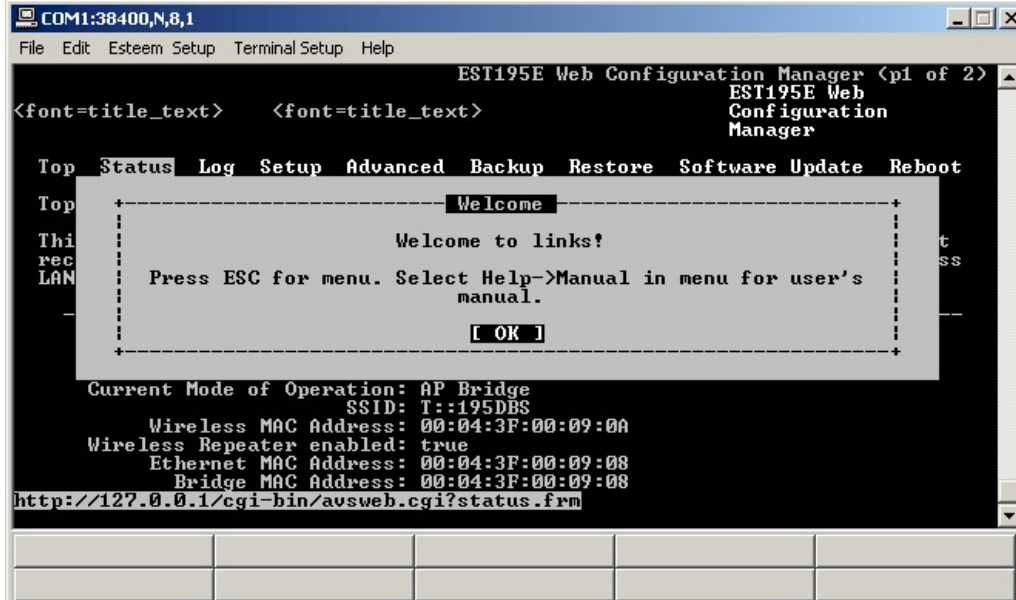 COM1:38400,N,8,1
File Edit Esteem Setup Terminal Setup Help
EST195E Web Configuration Manager (p1 of 2)
EST195E Web
<font=title_text> <font=title_text> Configuration
Manager
Top Status Log Setup Advanced Backup Restore Software Update Reboot
Top
Welcome
Thi Welcome to links! t
rec ss
LAN Press ESC for menu. Select Help->Manual in menu for user's
manual.
[ OK ]
Current Mode of Operation: AP Bridge
SSID: T::195DBS
Wireless MAC Address: 00:04:3F:00:09:0A
Wireless Repeater enabled: true
Ethernet MAC Address: 00:04:3F:00:09:08
Bridge MAC Address: 00:04:3F:00:09:08
http://127.0.0.1/cgi-bin/avsweb.cgi?status.frm